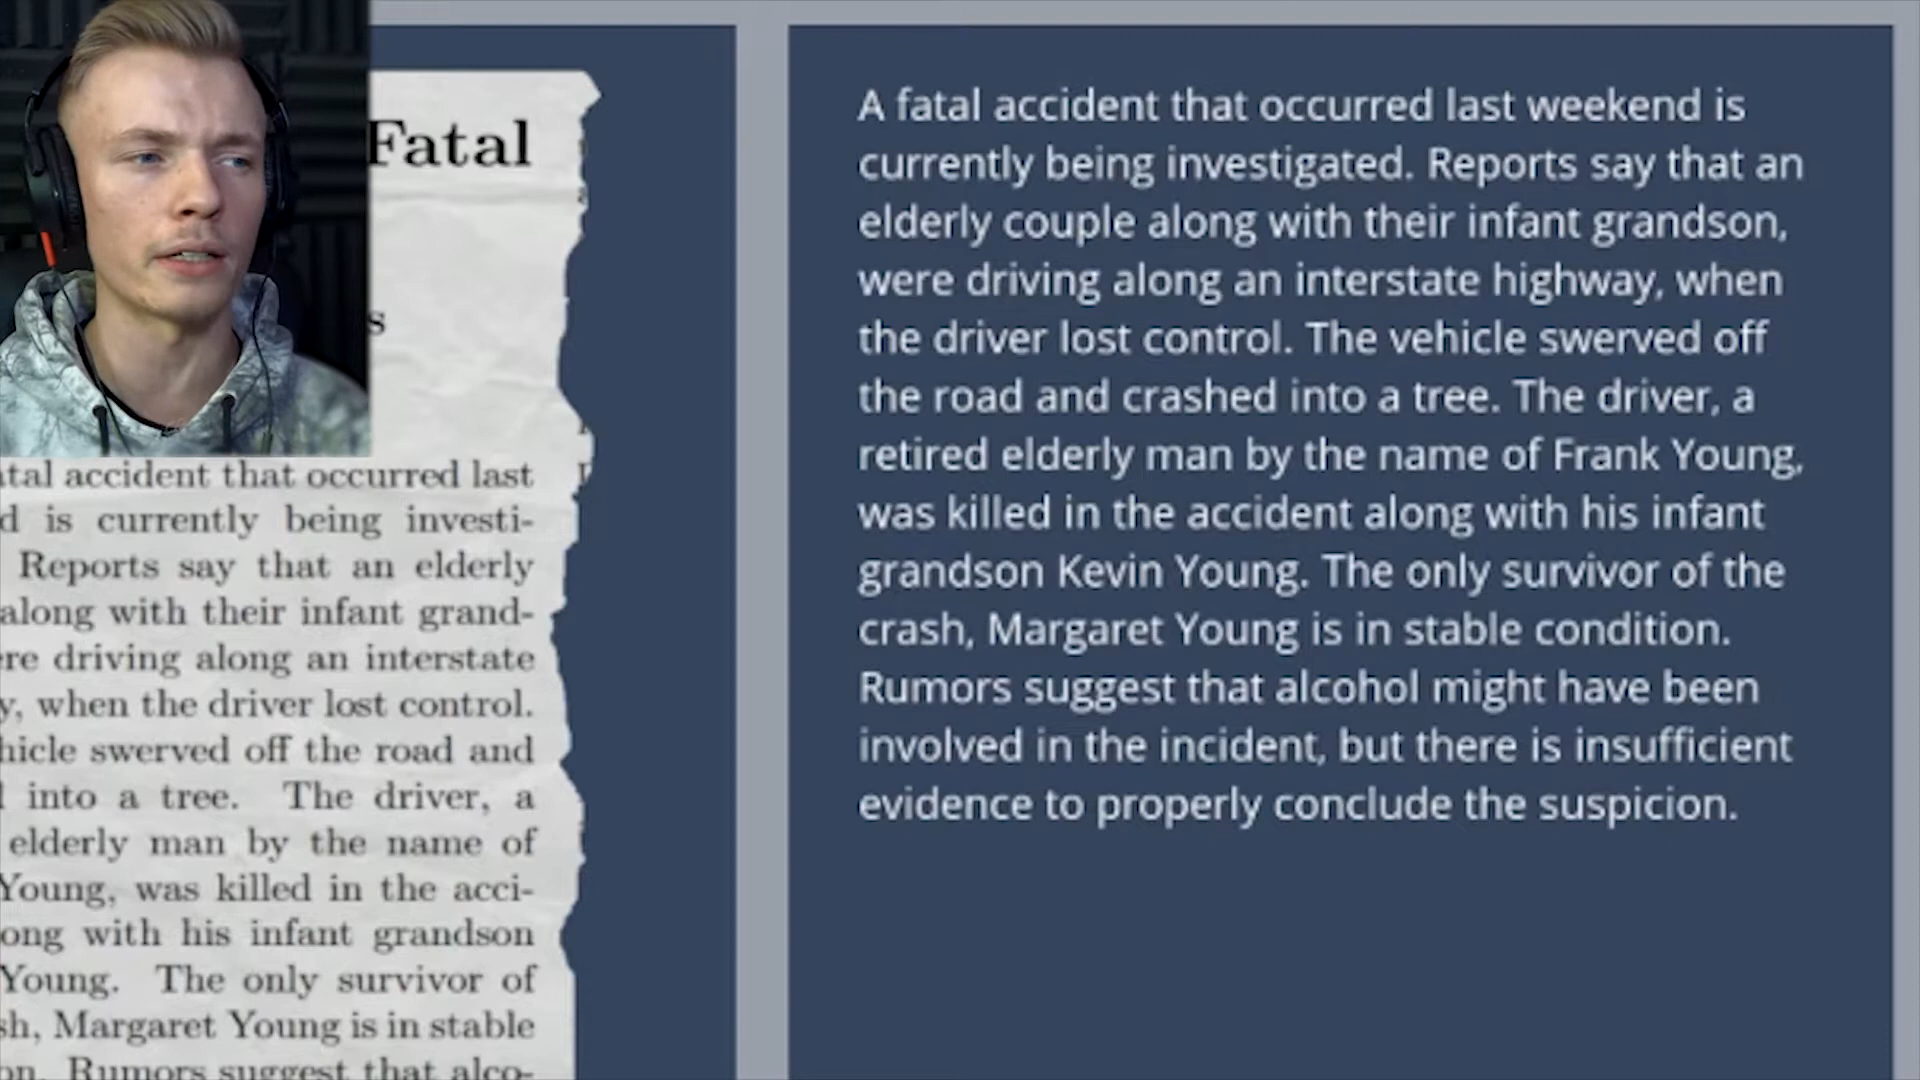 Fatal
s
atal accident that occurred last
d is currently being investi-
Reports say that an elderly
along with their infant grand-
ere driving along an interstate
y, when the driver lost control.
hicle swerved off the road and
into a tree. The driver, a
elderly man by the name of
Young, was killed in the acci-
ong with his infant grandson
Young. The only survivor of
sh, Margaret Young is in stable
on. Rumors suggest that alco-
A fatal accident that occurred last weekend is
currently being investigated. Reports say that an
elderly couple along with their infant grandson,
were driving along an interstate highway, when
the driver lost control. The vehicle swerved off
the road and crashed into a tree. The driver, a
retired elderly man by the name of Frank Young,
was killed in the accident along with his infant
grandson Kevin Young. The only survivor of the
crash, Margaret Young is in stable condition.
Rumors suggest that alcohol might have been
involved in the incident, but there is insufficient
evidence to properly conclude the suspicion.